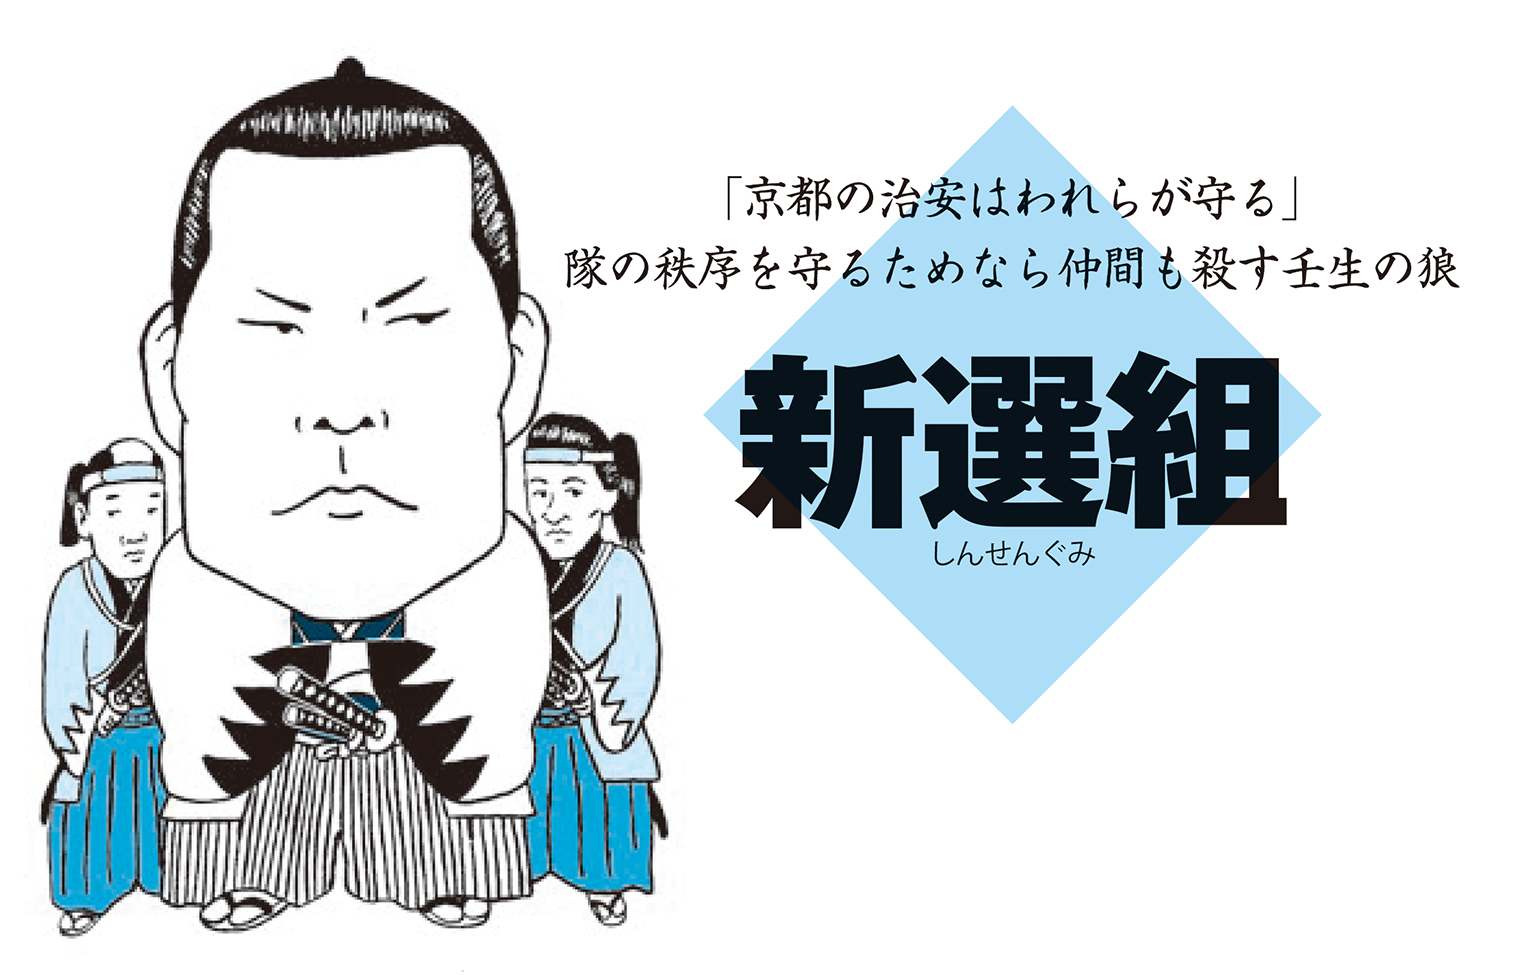 「京都の治安はわれらが守る」
隊の秩序を守るためなら仲間も殺す壬生の狼
新選組
しんせんぐみ